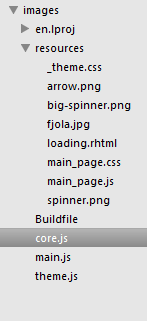 images
en.lproj
resources
_theme.css
arrow.png
big-spinner.png
fjola.jpg
loading.rhtml
main_page.css
main_page.js
spinner.png
Buildfile
core.js
main.js
theme.js